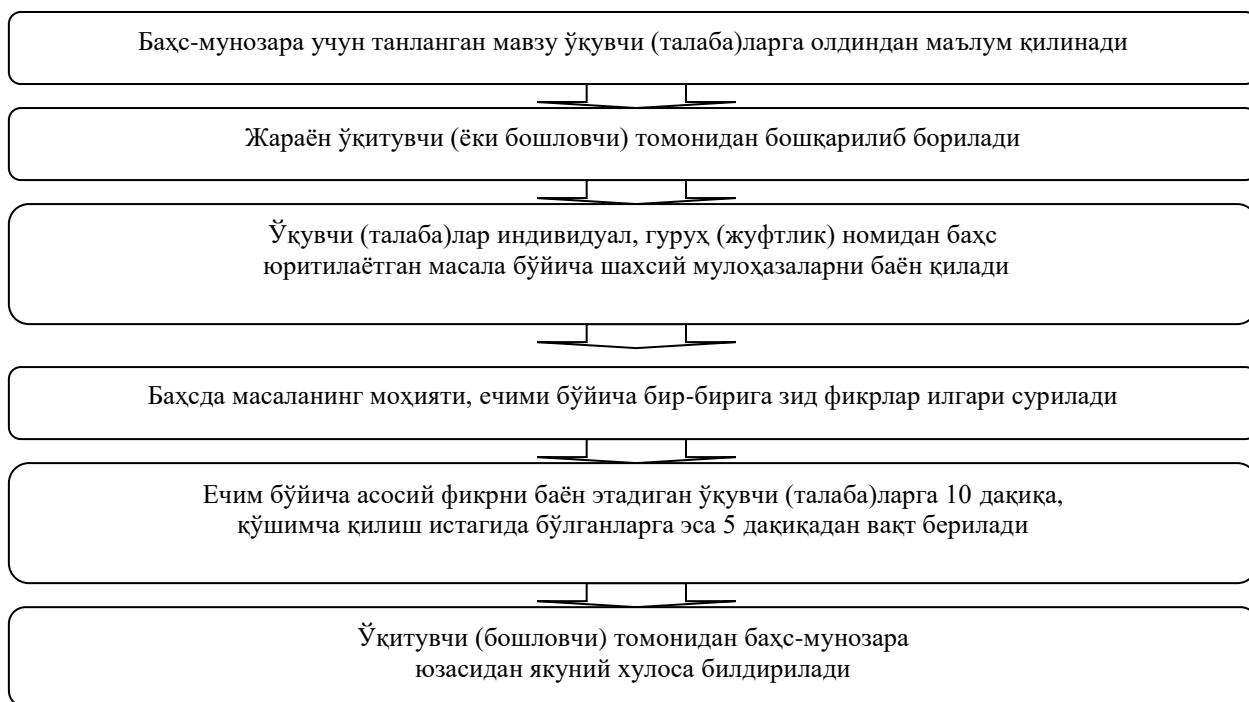 Баҳс-мунозара учун танланган мавзу ўқувчи (талаба)ларга олдиндан маълум қилинади
Жараён ўқитувчи (ёки бошловчи) томонидан бошқарилиб борилади
Ўқувчи (талаба)лар индивидуал, гуруҳ (жуфтлик) номидан баҳс
юритилаётган масала бўйича шахсий мулоҳазаларни баён қилади
Баҳсда масаланинг моҳияти, ечими бўйича бир-бирига зид фикрлар илгари сурилади
Ечим бўйича асосий фикрни баён этадиган ўқувчи (талаба)ларга 10 дақиқа,
қўшимча қилиш истагида бўлганларга эса 5 дақиқадан вақт берилади
Ўқитувчи (бошловчи) томонидан баҳс-мунозара
юзасидан якуний хулоса билдирилади